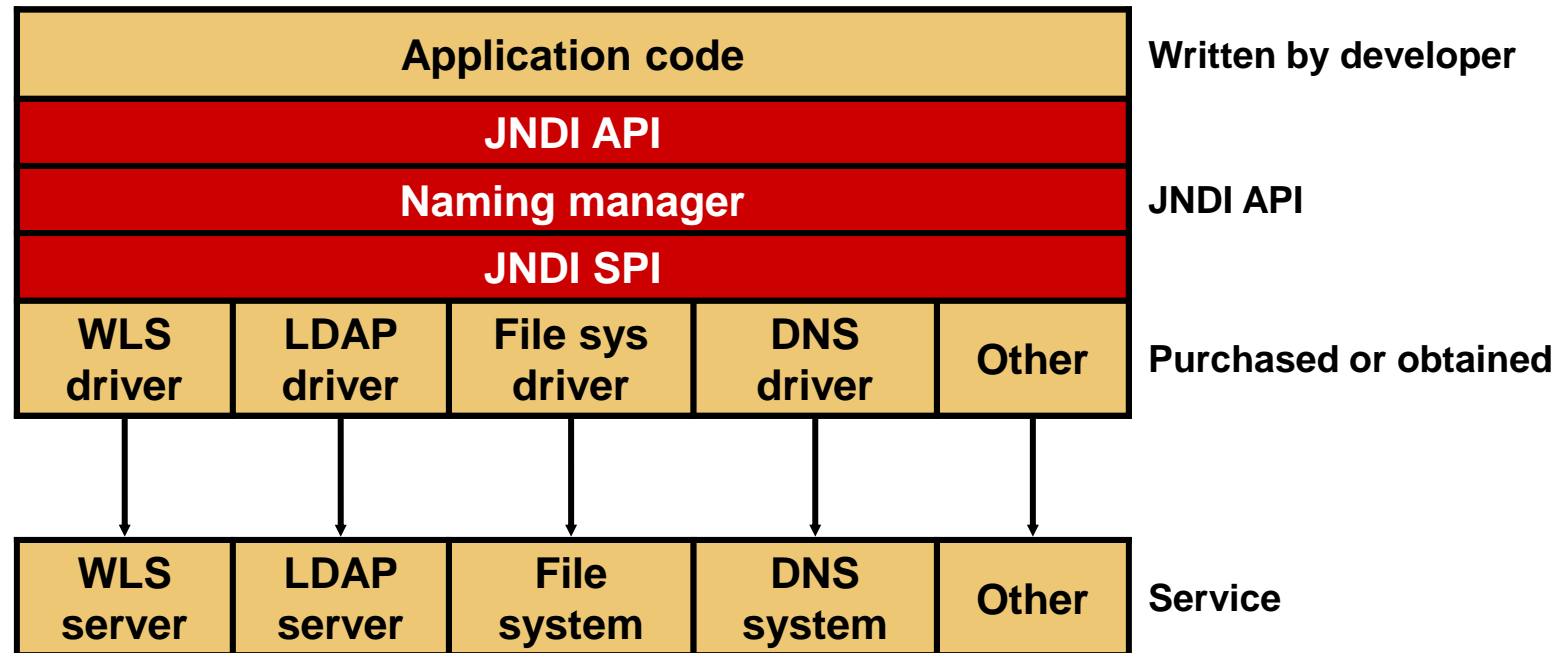 Application code
Written by developer
JNDI API
Naming manager
JNDI API
JNDI SPI
WLS
driver
LDAP
driver
File sys
driver
DNS
driver
Other
Purchased or obtained
WLS
server
LDAP
server
File
system
DNS
system
Other
Service